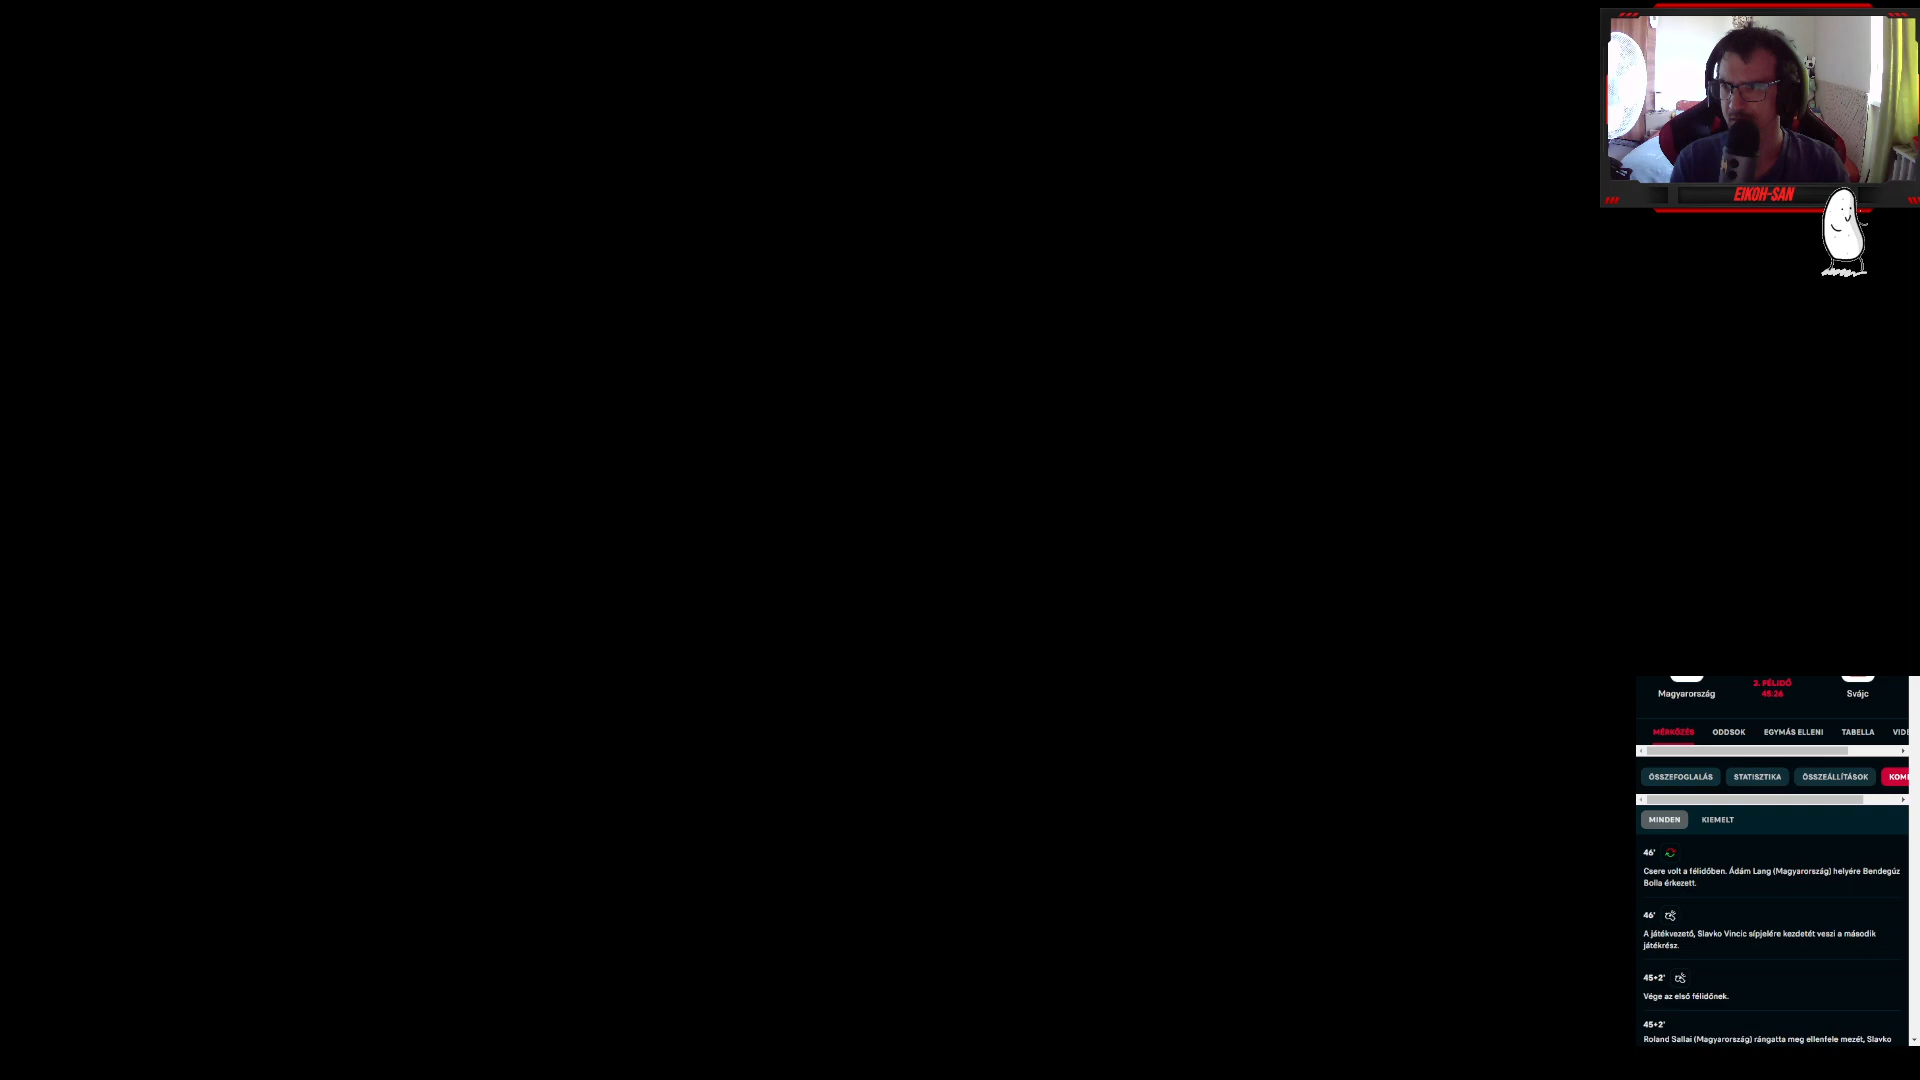 EIKOH-SAN
2. FÉLIDŐ
Magyarország 45:26 Svájc
MÉRKŐZÉS ODDSOK EGYMÁS ELLENI TABELLA VIDE
ÖSSZEFOGLALÁS STATISZTIKA ÖSSZEÁLLÍTÁSOK KOM
MINDEN KIEMELT
46'
Csere volt a félidőben. Ádám Lang (Magyarország) helyére Bendegúz
Bolla érkezett.
46'
A játékvezető, Slavko Vincic sípjelére kezdetét veszi a második
játékrész.
45+2'
Vége az első félidőnek.
45+2'
Roland Sallai (Magyarország) rángatta meg ellenfele mezét, Slavko